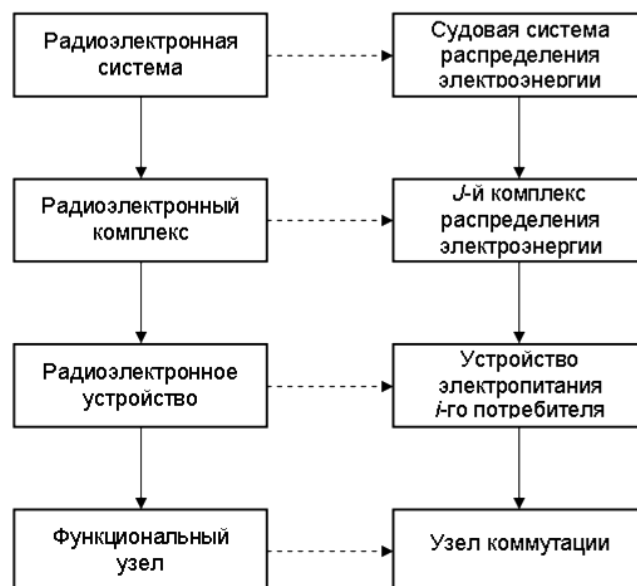 Радиоэлектронная
система
Судовая система
распределения
электроэнергии
Радиоэлектронный
комплекс
J-й комплекс
распределения
электроэнергии
Радиоэлектронное
устройство
Устройство
электропитания
i-го потребителя
Функциональный
узел
Узел коммутации